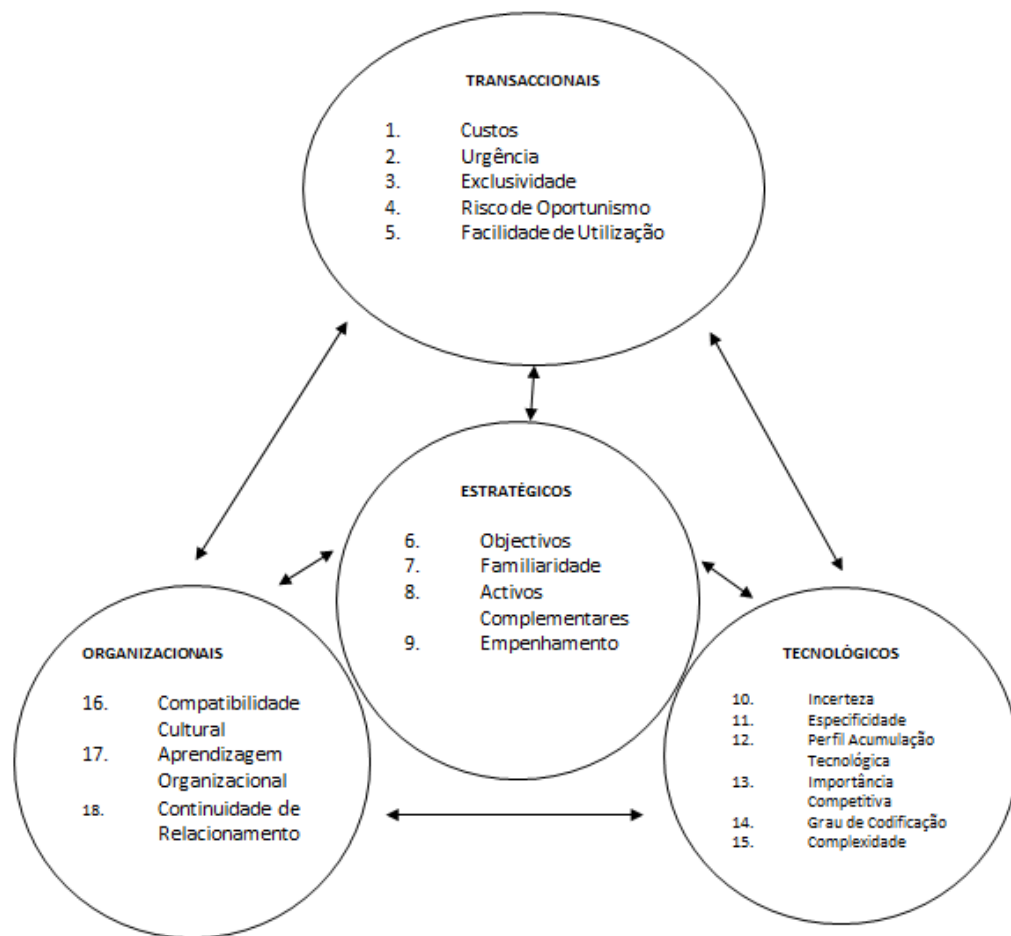 TRANSACCIONAIS
1. Custos
2. Urgência
3. Exclusividade
4. Risco de Oportunismo
5. Facilidade de Utilização
ESTRATÉGICOS
6. Objectivos
7. Familiaridade
8. Activos
Complementares
9. Empenhamento
ORGANIZACIONAIS
16. Compatibilidade
Cultural
17. Aprendizagem
Organizacional
18. Continuidade de
Relacionamento
TECNOLÓGICOS
10. Incerteza
11. Especificidade
12. Perfil Acumulação
Tecnológica
13. Importância
Competitiva
14. Grau de Codificação
15. Complexidade